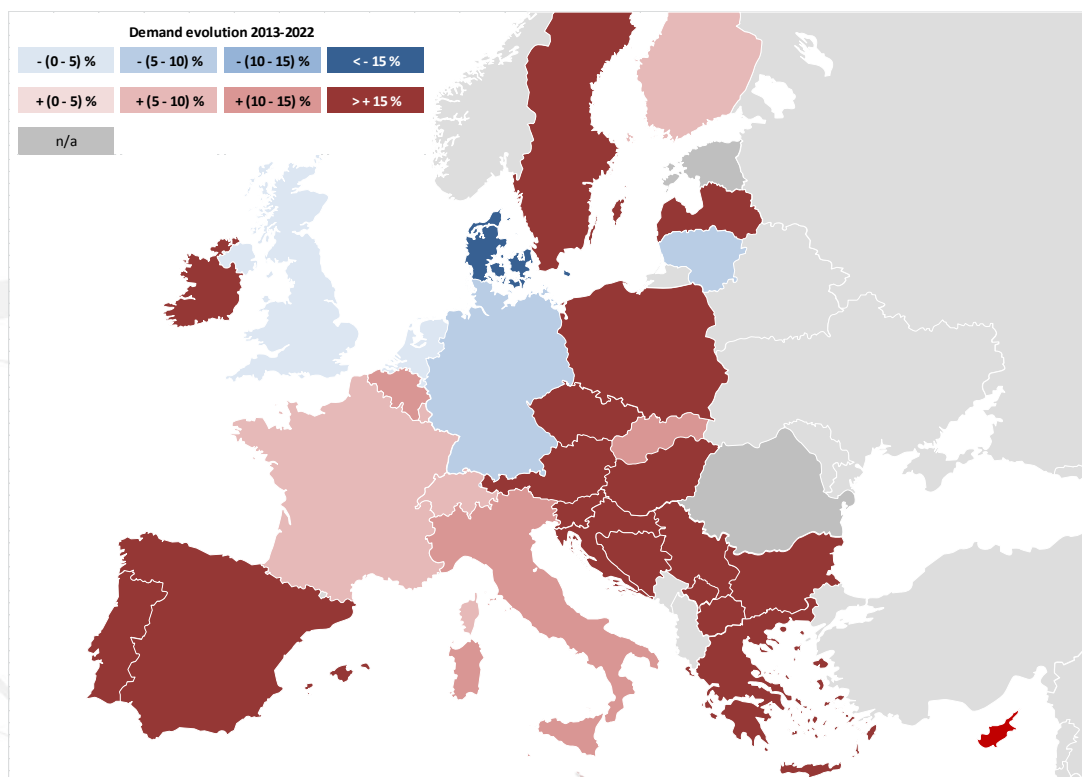 Demand evolution 2013-2022
- (0 - 5) % - (5 - 10) % - (10 - 15) % < - 15 %
+ (0 - 5) % + (5 - 10) % + (10 - 15) % > + 15 %
n/a